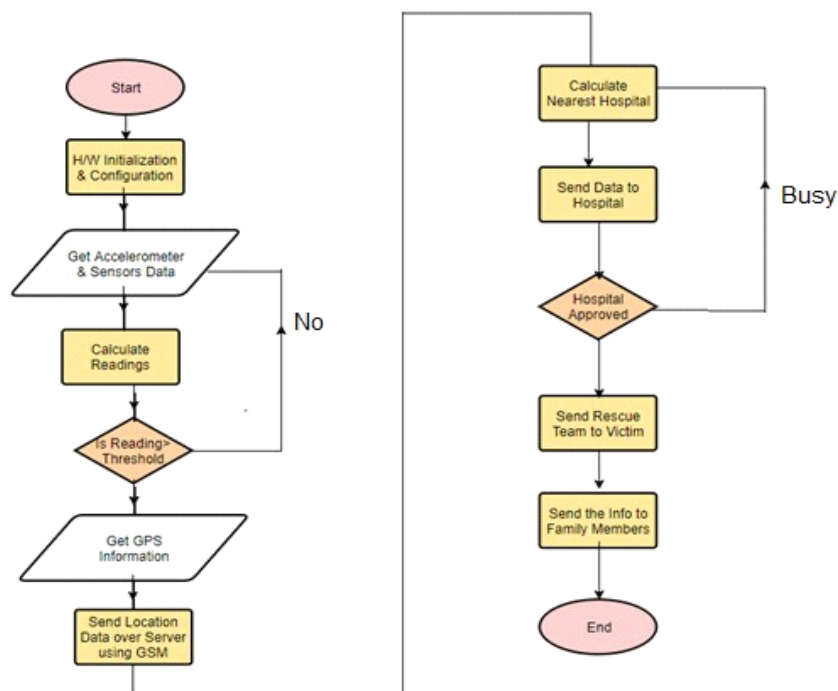 Start
H/W Initialization
& Configuration
Get Accelerometer
& Sensors Data
No
Calculate
Readings
Is Reading>
Threshold
Get GPS
Information
Send Location
Data over Server
using GSM
Calculate
Nearest Hospital
Send Data to
Hospital
Busy
Hospital
Approved
Send Rescue
Team to Victim
Send the Info to
Family Members
End